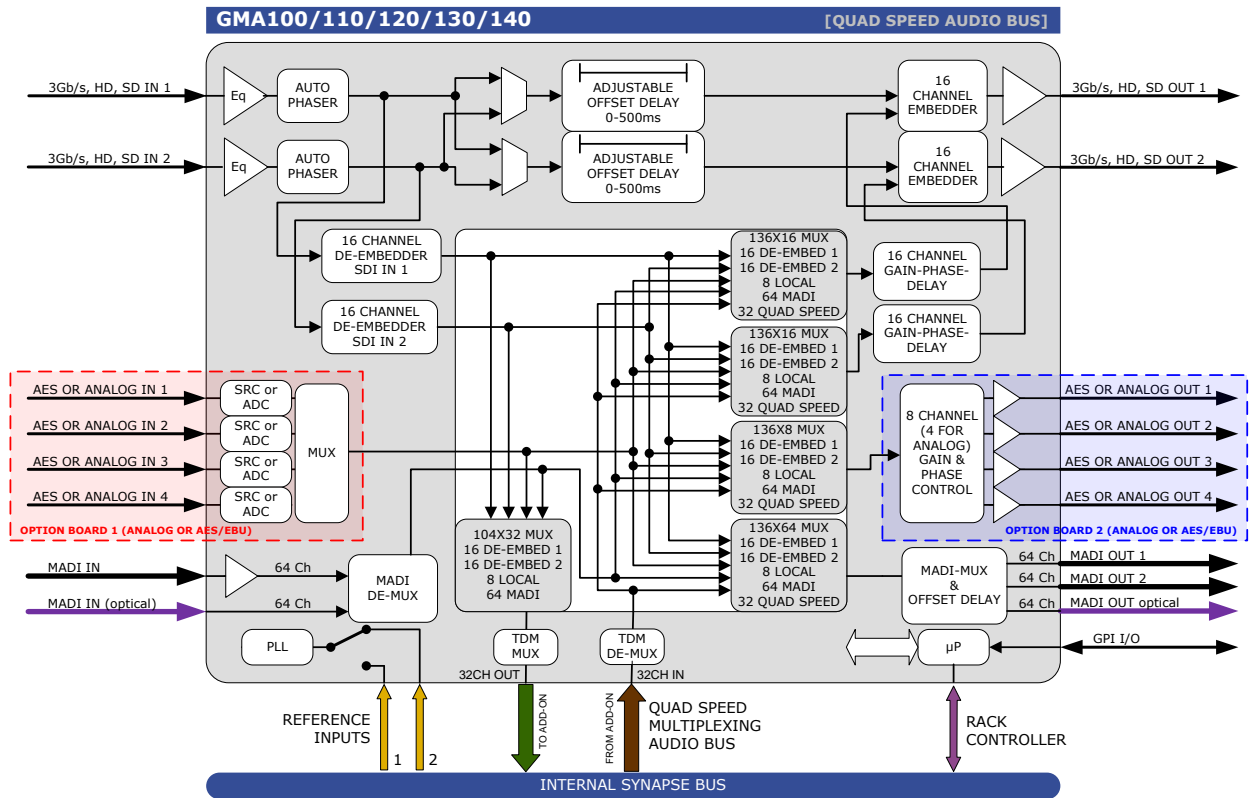 GMA100/110/120/130/140
[QUAD SPEED AUDIO BUS]
3Gb/s, HD, SD IN 1
Eq
AUTO
PHASER
ADJUSTABLE
OFFSET DELAY
0-500ms
16
CHANNEL
EMBEDDER
3Gb/s, HD, SD OUT 1
3Gb/s, HD, SD IN 2
Eq
AUTO
PHASER
ADJUSTABLE
OFFSET DELAY
0-500ms
16
CHANNEL
EMBEDDER
3Gb/s, HD, SD OUT 2
16 CHANNEL
DE-EMBEDDER
SDI IN 1
16 CHANNEL
DE-EMBEDDER
SDI IN 2
136X16 MUX
16 DE-EMBED 1
16 DE-EMBED 2
8 LOCAL
64 MADI
32 QUAD SPEED
16 CHANNEL
GAIN-PHASE-
DELAY
136X16 MUX
16 DE-EMBED 1
16 DE-EMBED 2
8 LOCAL
64 MADI
32 QUAD SPEED
16 CHANNEL
GAIN-PHASE-
DELAY
AES OR ANALOG IN 1
AES OR ANALOG IN 2
AES OR ANALOG IN 3
AES OR ANALOG IN 4
SRC or
ADC
SRC or
ADC
SRC or
ADC
SRC or
ADC
MUX
OPTION BOARD 1 (ANALOG OR AES/EBU)
136X8 MUX
16 DE-EMBED 1
16 DE-EMBED 2
8 LOCAL
64 MADI
32 QUAD SPEED
8 CHANNEL
(4 FOR
ANALOG)
GAIN &
PHASE
CONTROL
AES OR ANALOG OUT 1
AES OR ANALOG OUT 2
AES OR ANALOG OUT 3
AES OR ANALOG OUT 4
OPTION BOARD 2 (ANALOG OR AES/EBU)
104X32 MUX
16 DE-EMBED 1
16 DE-EMBED 2
8 LOCAL
64 MADI
136X64 MUX
16 DE-EMBED 1
16 DE-EMBED 2
8 LOCAL
64 MADI
32 QUAD SPEED
MADI IN
64 Ch
MADI IN (optical)
64 Ch
MADI
DE-MUX
MADI-MUX
&
OFFSET DELAY
64 Ch
MADI OUT 1
64 Ch
MADI OUT 2
64 Ch
MADI OUT optical
PLL
TDM
MUX
TDM
DE-MUX
µP
GPI I/O
32CH OUT
32CH IN
REFERENCE
INPUTS
1
2
TO ADD-ON
FROM ADD-ON
QUAD SPEED
MULTIPLEXING
AUDIO BUS
RACK
CONTROLLER
INTERNAL SYNAPSE BUS